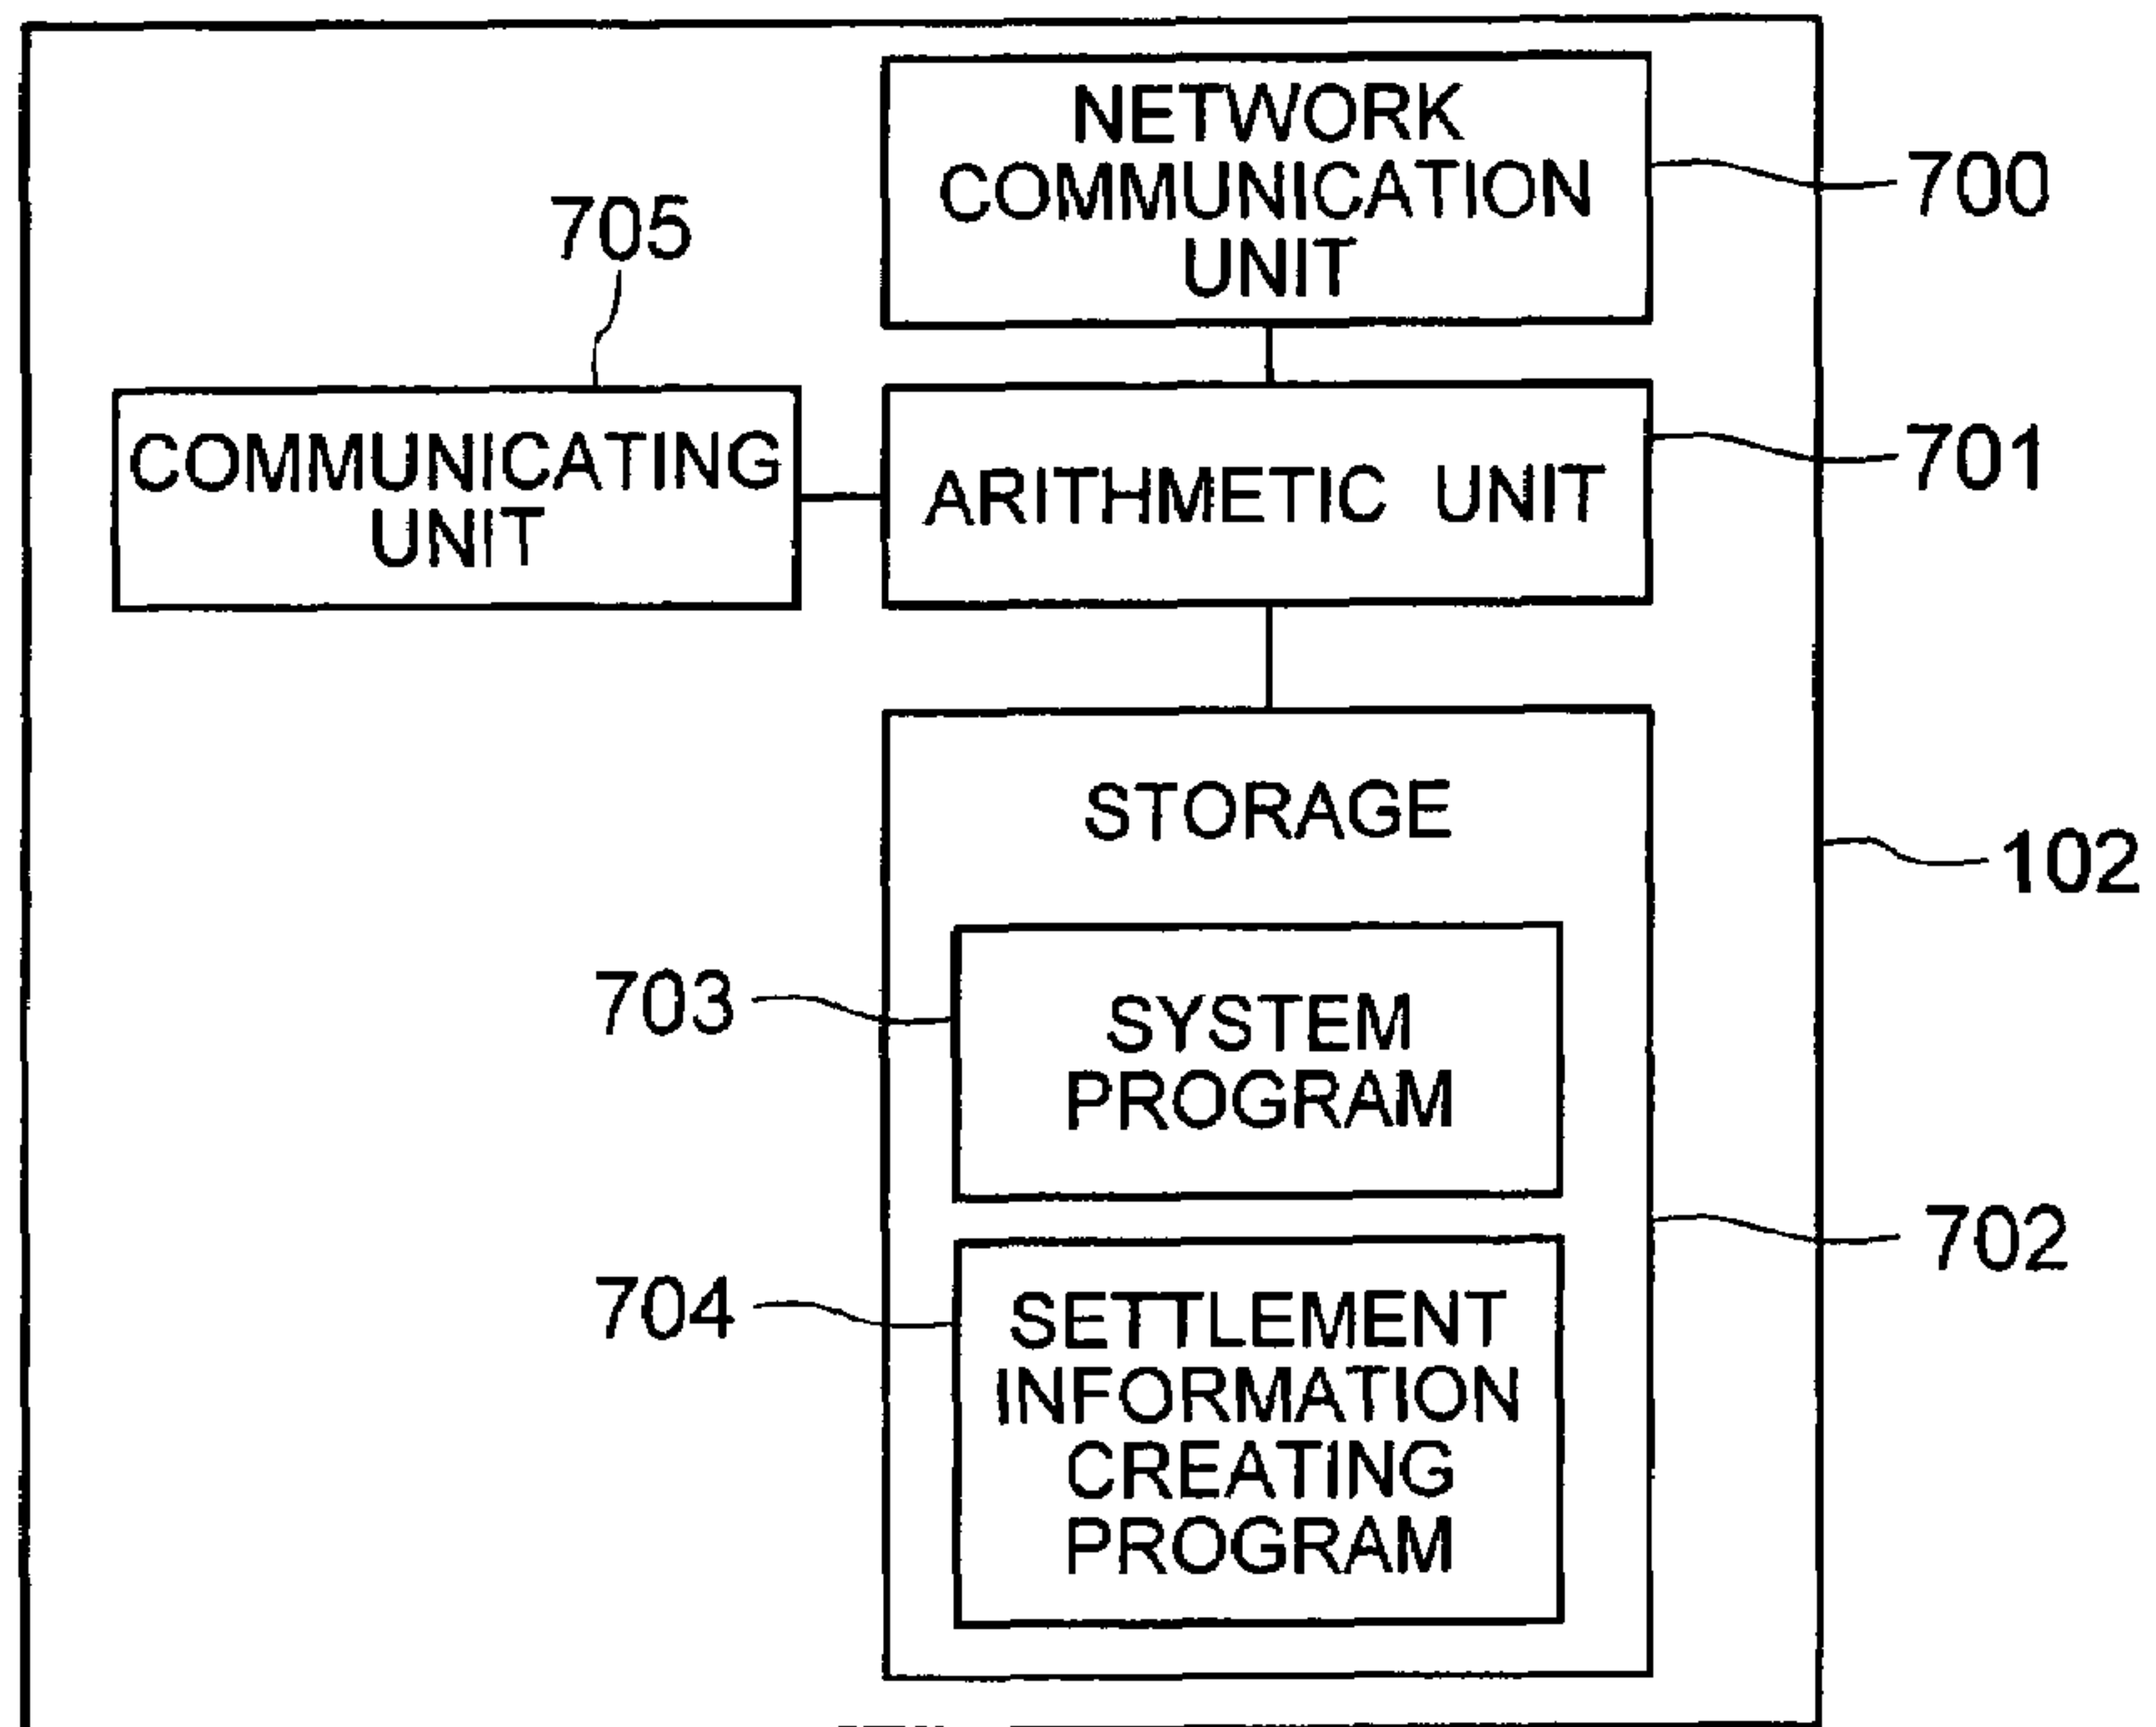 NETWORK
COMMUNICATION
UNIT
700
705
COMMUNICATING
UNIT
ARITHMETIC UNIT
701
STORAGE
102
703
SYSTEM
PROGRAM
702
704
SETTLEMENT
INFORMATION
CREATING
PROGRAM